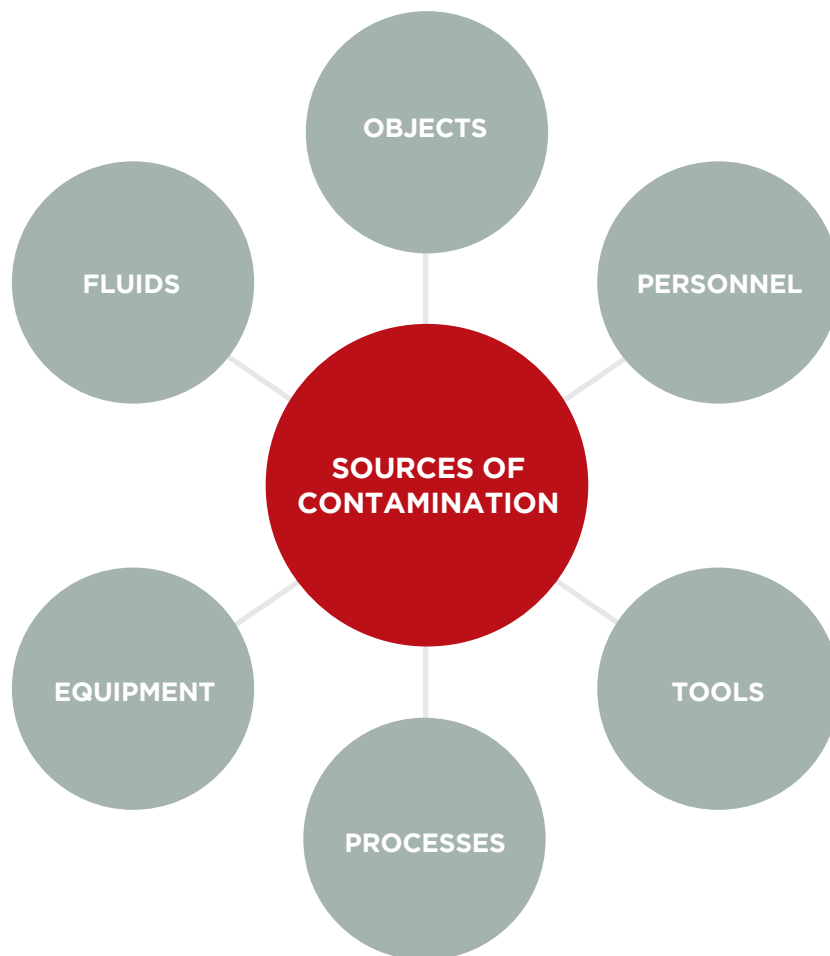 OBJECTS
FLUIDS
PERSONNEL
SOURCES OF
CONTAMINATION
EQUIPMENT
TOOLS
PROCESSES